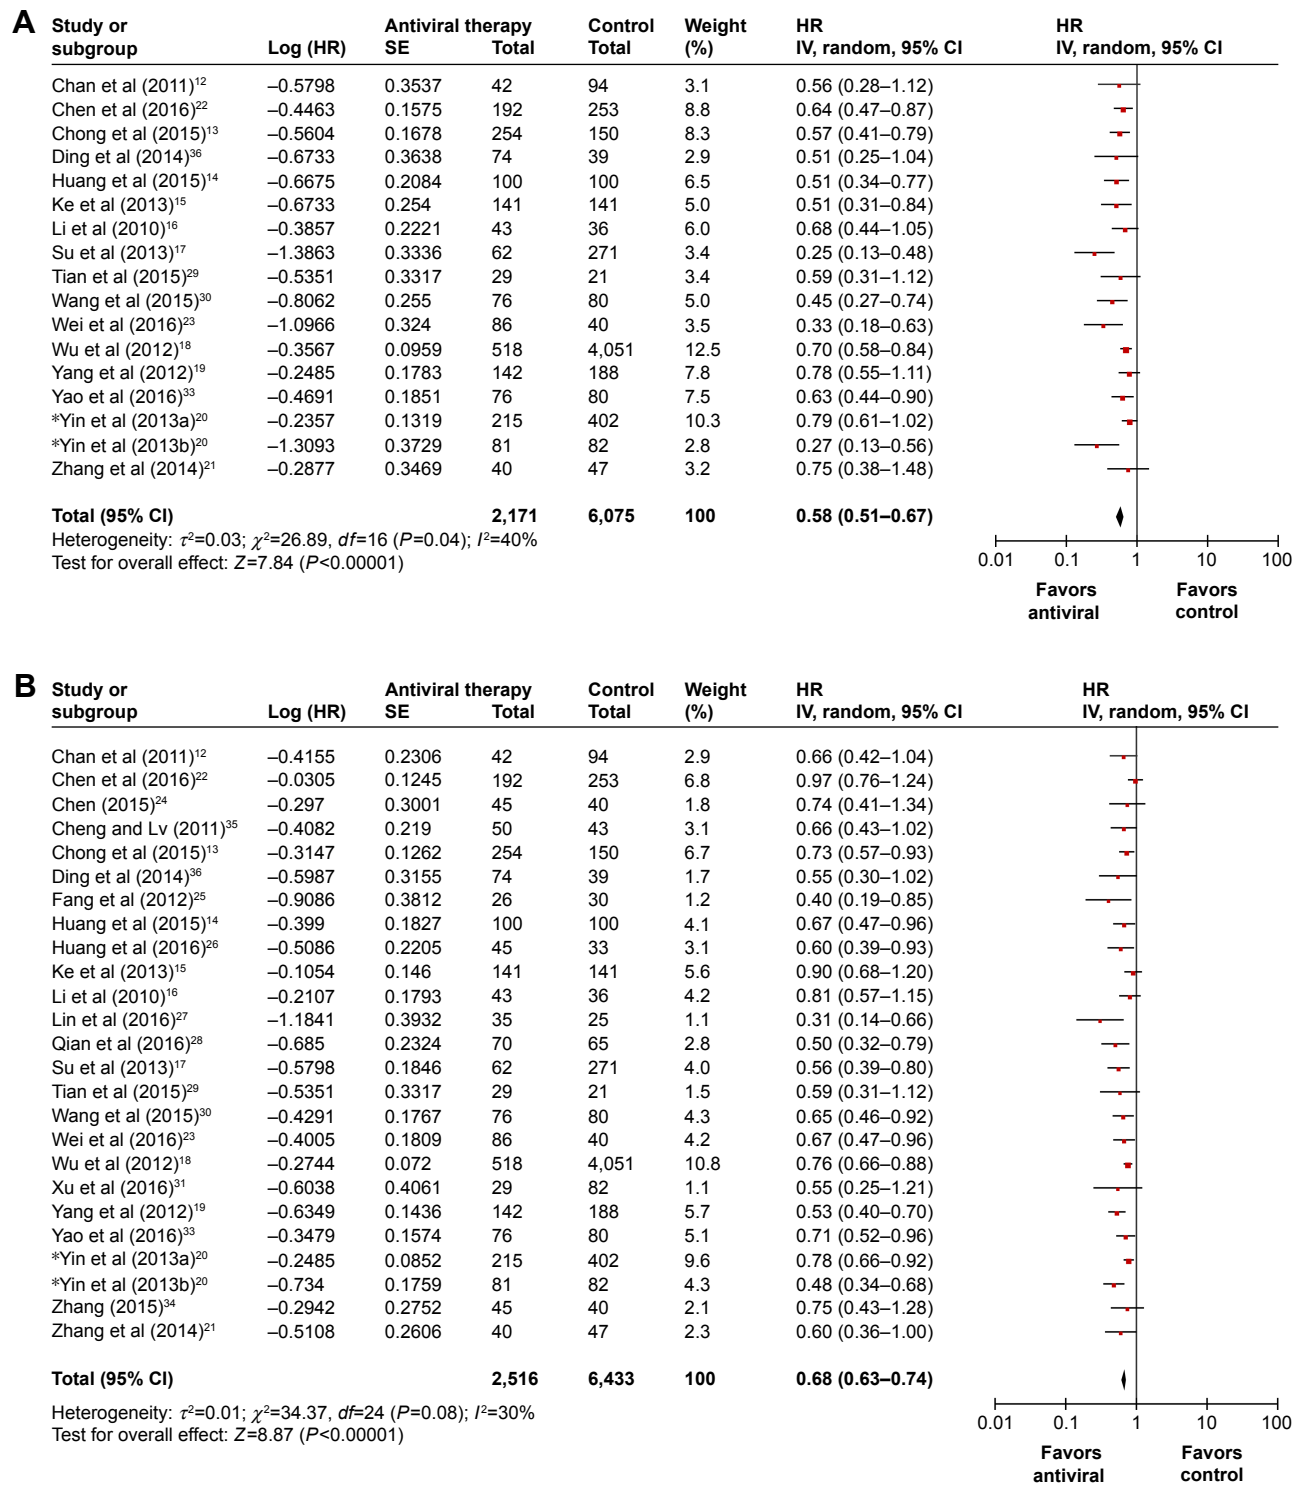 A
Study or Antiviral therapy Control Weight HR HR
subgroup Log (HR) SE Total Total (%) IV, random, 95% CI IV, random, 95% CI
Chan et al (2011)12 –0.5798 0.3537 42 94 3.1 0.56 (0.28–1.12)
Chen et al (2016)22 –0.4463 0.1575 192 253 8.8 0.64 (0.47–0.87)
Chong et al (2015)13 –0.5604 0.1678 254 150 8.3 0.57 (0.41–0.79)
Ding et al (2014)36 –0.6733 0.3638 74 39 2.9 0.51 (0.25–1.04)
Huang et al (2015)14 –0.6675 0.2084 100 100 6.5 0.51 (0.34–0.77)
Ke et al (2013)15 –0.6733 0.254 141 141 5.0 0.51 (0.31–0.84)
Li et al (2010)16 –0.3857 0.2221 43 36 6.0 0.68 (0.44–1.05)
Su et al (2013)17 –1.3863 0.3336 62 271 3.4 0.25 (0.13–0.48)
Tian et al (2015)29 –0.5351 0.3317 29 21 3.4 0.59 (0.31–1.12)
Wang et al (2015)30 –0.8062 0.255 76 80 5.0 0.45 (0.27–0.74)
Wei et al (2016)23 –1.0966 0.324 86 40 3.5 0.33 (0.18–0.63)
Wu et al (2012)18 –0.3567 0.0959 518 4,051 12.5 0.70 (0.58–0.84)
Yang et al (2012)19 –0.2485 0.1783 142 188 7.8 0.78 (0.55–1.11)
Yao et al (2016)33 –0.4691 0.1851 76 80 7.5 0.63 (0.44–0.90)
*Yin et al (2013a)20 –0.2357 0.1319 215 402 10.3 0.79 (0.61–1.02)
*Yin et al (2013b)20 –1.3093 0.3729 81 82 2.8 0.27 (0.13–0.56)
Zhang et al (2014)21 –0.2877 0.3469 40 47 3.2 0.75 (0.38–1.48)
Total (95% CI) 2,171 6,075 100 0.58 (0.51–0.67)
Heterogeneity: τ²=0.03; χ²=26.89, df=16 (P=0.04); I²=40%
Test for overall effect: Z=7.84 (P<0.00001)
0.01 0.1 1 10 100
Favors Favors
antiviral control
B
Study or Antiviral therapy Control Weight HR HR
subgroup Log (HR) SE Total Total (%) IV, random, 95% CI IV, random, 95% CI
Chan et al (2011)12 –0.4155 0.2306 42 94 2.9 0.66 (0.42–1.04)
Chen et al (2016)22 –0.0305 0.1245 192 253 6.8 0.97 (0.76–1.24)
Chen (2015)24 –0.297 0.3001 45 40 1.8 0.74 (0.41–1.34)
Cheng and Lv (2011)35 –0.4082 0.219 50 43 3.1 0.66 (0.43–1.02)
Chong et al (2015)13 –0.3147 0.1262 254 150 6.7 0.73 (0.57–0.93)
Ding et al (2014)36 –0.5987 0.3155 74 39 1.7 0.55 (0.30–1.02)
Fang et al (2012)25 –0.9086 0.3812 26 30 1.2 0.40 (0.19–0.85)
Huang et al (2015)14 –0.399 0.1827 100 100 4.1 0.67 (0.47–0.96)
Huang et al (2016)26 –0.5086 0.2205 45 33 3.1 0.60 (0.39–0.93)
Ke et al (2013)15 –0.1054 0.146 141 141 5.6 0.90 (0.68–1.20)
Li et al (2010)16 –0.2107 0.1793 43 36 4.2 0.81 (0.57–1.15)
Lin et al (2016)27 –1.1841 0.3932 35 25 1.1 0.31 (0.14–0.66)
Qian et al (2016)28 –0.685 0.2324 70 65 2.8 0.50 (0.32–0.79)
Su et al (2013)17 –0.5798 0.1846 62 271 4.0 0.56 (0.39–0.80)
Tian et al (2015)29 –0.5351 0.3317 29 21 1.5 0.59 (0.31–1.12)
Wang et al (2015)30 –0.4291 0.1767 76 80 4.3 0.65 (0.46–0.92)
Wei et al (2016)23 –0.4005 0.1809 86 40 4.2 0.67 (0.47–0.96)
Wu et al (2012)18 –0.2744 0.072 518 4,051 10.8 0.76 (0.66–0.88)
Xu et al (2016)31 –0.6038 0.4061 29 82 1.1 0.55 (0.25–1.21)
Yang et al (2012)19 –0.6349 0.1436 142 188 5.7 0.53 (0.40–0.70)
Yao et al (2016)33 –0.3479 0.1574 76 80 5.1 0.71 (0.52–0.96)
*Yin et al (2013a)20 –0.2485 0.0852 215 402 9.6 0.78 (0.66–0.92)
*Yin et al (2013b)20 –0.734 0.1759 81 82 4.3 0.48 (0.34–0.68)
Zhang (2015)34 –0.2942 0.2752 45 40 2.1 0.75 (0.43–1.28)
Zhang et al (2014)21 –0.5108 0.2606 40 47 2.3 0.60 (0.36–1.00)
Total (95% CI) 2,516 6,433 100 0.68 (0.63–0.74)
Heterogeneity: τ²=0.01; χ²=34.37, df=24 (P=0.08); I²=30%
Test for overall effect: Z=8.87 (P<0.00001)
0.01 0.1 1 10 100
Favors Favors
antiviral control